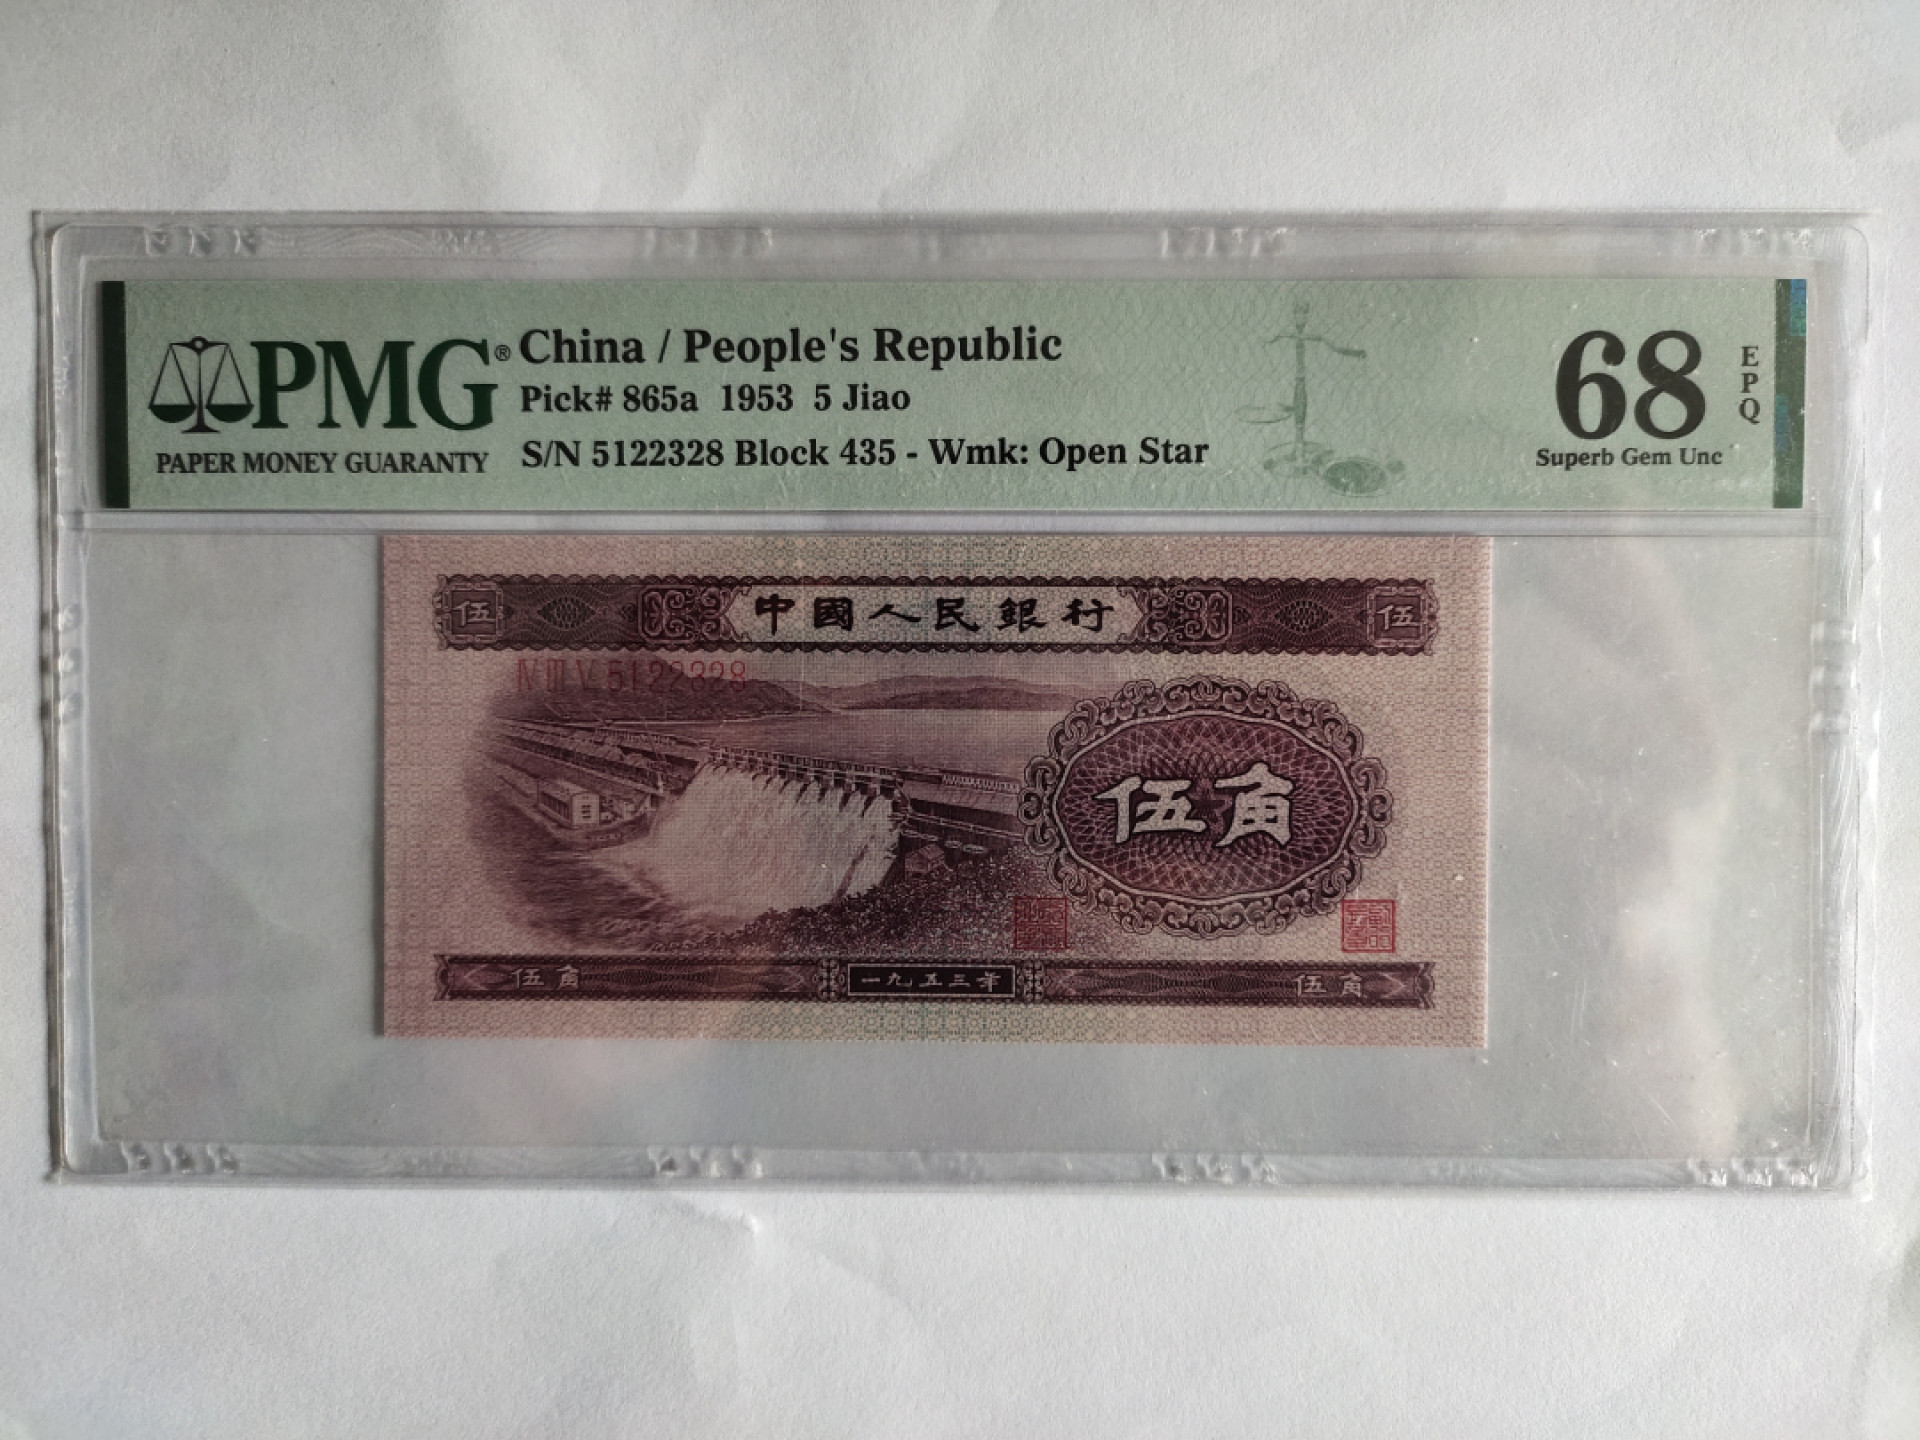 PMG®
PAPER MONEY GUARANTY
China / People's Republic
Pick# 865a 1953 5 Jiao
S/N 5122328 Block 435 - Wmk: Open Star
68
EPQ
Superb Gem Unc
伍 中國人民銀行 伍
ⅣⅢⅤ 5122328
伍角
伍角 一九五三年 伍角